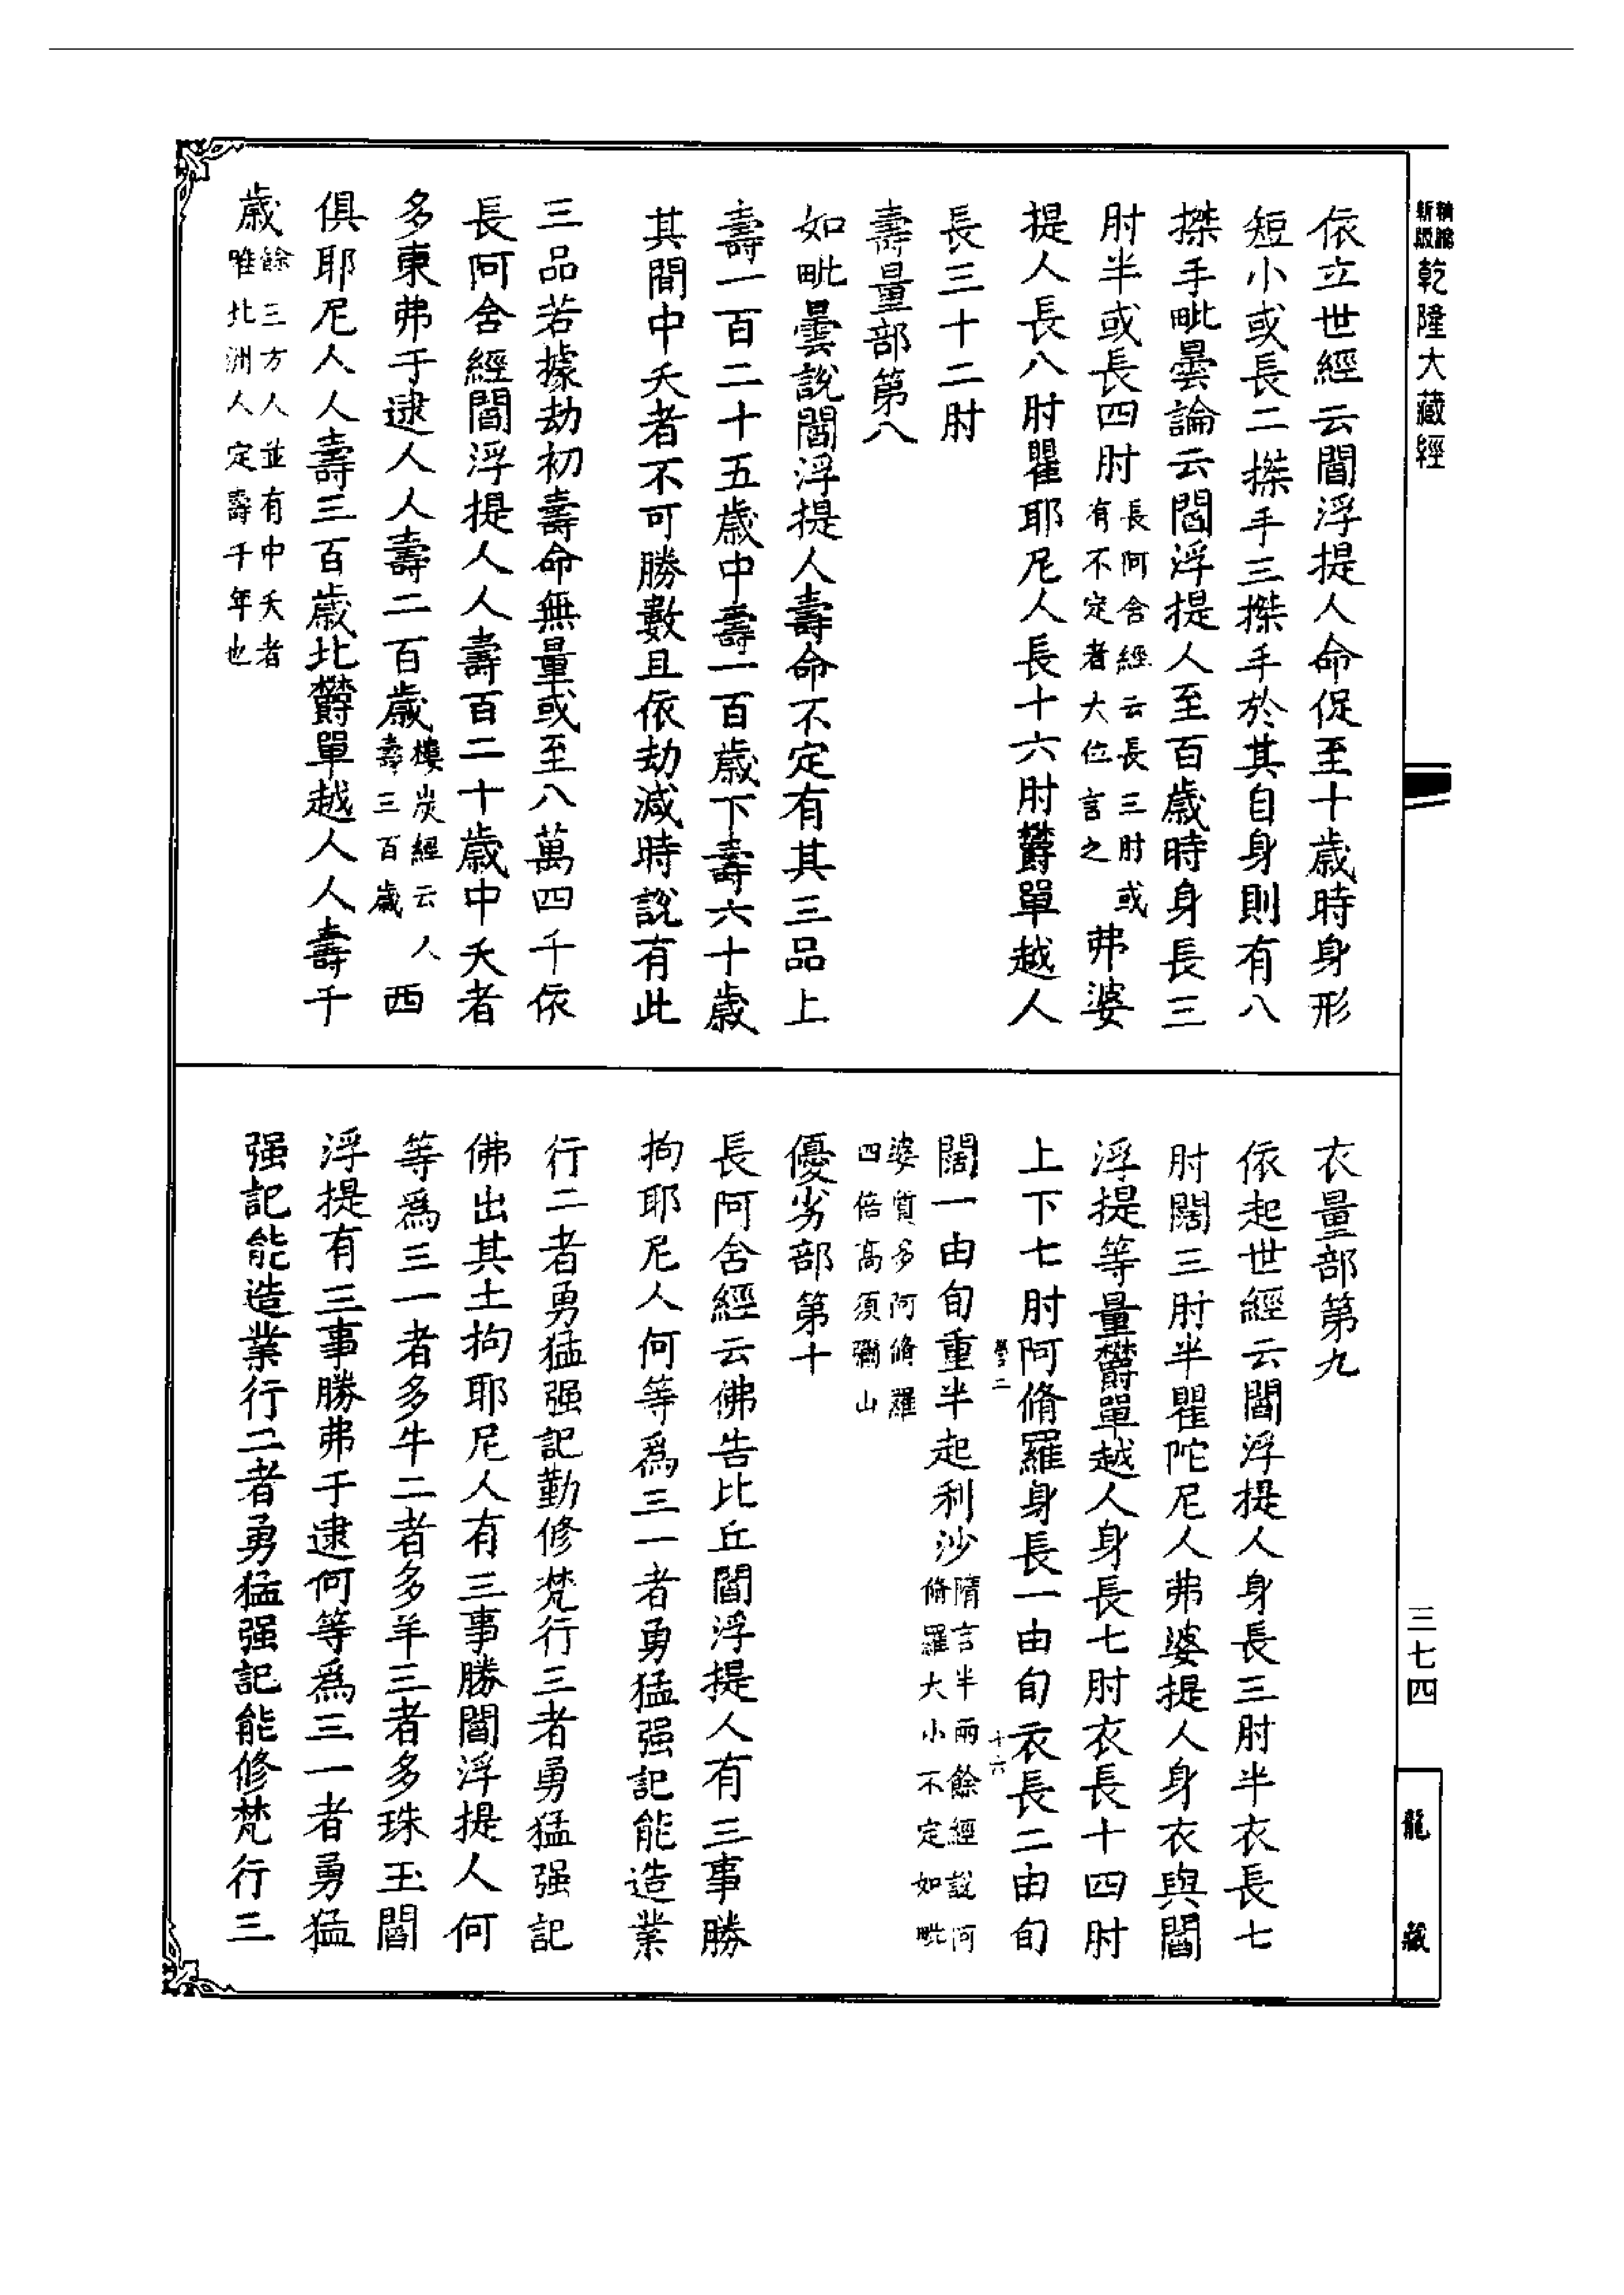 精編新版乾隆大藏經
依立世經云閻浮提人命促至十歲時身形
短小或長二搩手三搩手於其自身則有八
搩手毗曇論云閻浮提人至百歲時身長三
肘半或長四肘長阿含經云長三肘或有不定者大位言之弗婆
提人長八肘瞿耶尼人長十六肘欝單越人
長三十二肘
壽量部第八
如毗曇說閻浮提人壽命不定有其三品上
壽一百二十五歲中壽一百歲下壽六十歲
其間中夭者不可勝數且依劫減時說有此
三品若據劫初壽命無量或至八萬四千依
長阿含經閻浮提人人壽百二十歲中夭者
多東弗于逮人人壽二百歲樓炭經云人壽三百歲西
俱耶尼人人壽三百歲北欝單越人人壽千
歲餘三方人並有中夭者唯北洲人定壽千年也
衣量部第九
依起世經云閻浮提人身長三肘半衣長七
肘闊三肘半瞿陀尼人弗婆提人身衣與閻
浮提等量欝單越人身長七肘衣長十四肘
上下七肘阿脩羅身長一由旬衣長二由旬
學二
十六
闊一由旬重半起利沙隋言半兩餘經說阿脩羅大小不定如毗
婆質多阿脩羅四倍高須彌山
優劣部第十
長阿舍經云佛告比丘閻浮提人有三事勝
拘耶尼人何等爲三一者勇猛强記能造業
行二者勇猛强記勤修梵行三者勇猛强記
佛出其土拘耶尼人有三事勝閻浮提人何
等爲三一者多牛二者多羊三者多珠玉閻
浮提有三事勝弗于逮何等爲三一者勇猛
强記能造業行二者勇猛强記能修梵行三
三七四
龍藏